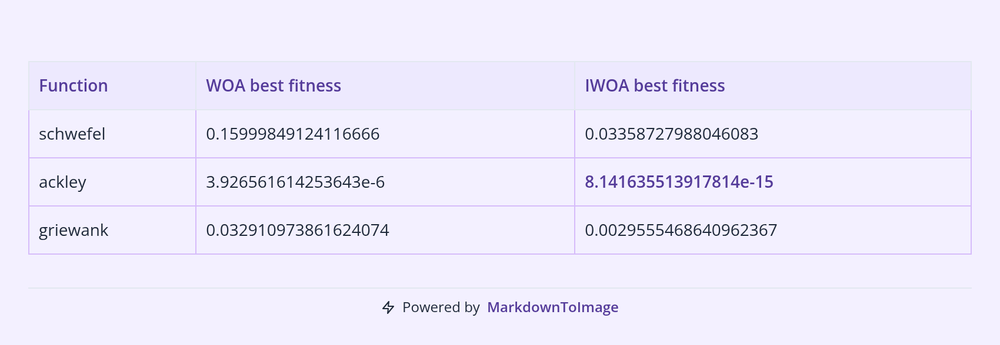 Function WOA best fitness IWOA best fitness
schwefel 0.15999849124116666 0.03358727988046083
ackley 3.926561614253643e-6 8.141635513917814e-15
griewank 0.032910973861624074 0.0029555468640962367
Powered by MarkdownToImage